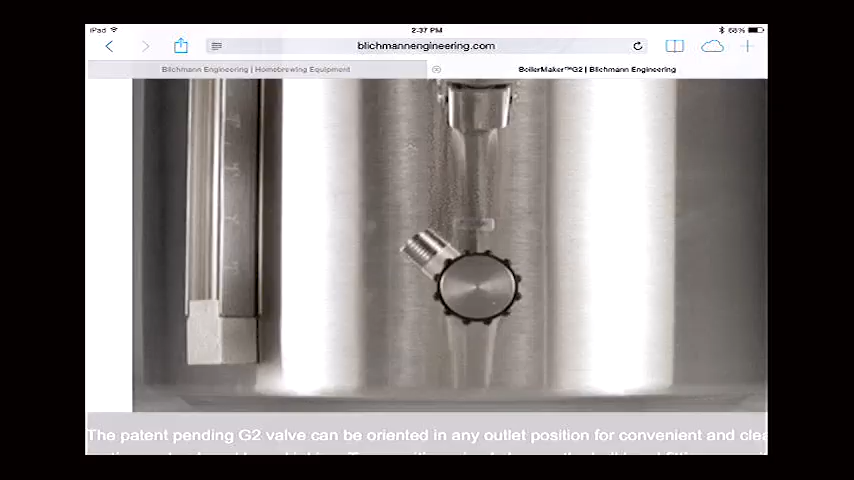 iPad 2:37 PM 68%
blichmannengineering.com
Blichmann Engineering | Homebrewing Equipment BoilerMaker™G2 | Blichmann Engineering
The patent pending G2 valve can be oriented in any outlet position for convenient and clea